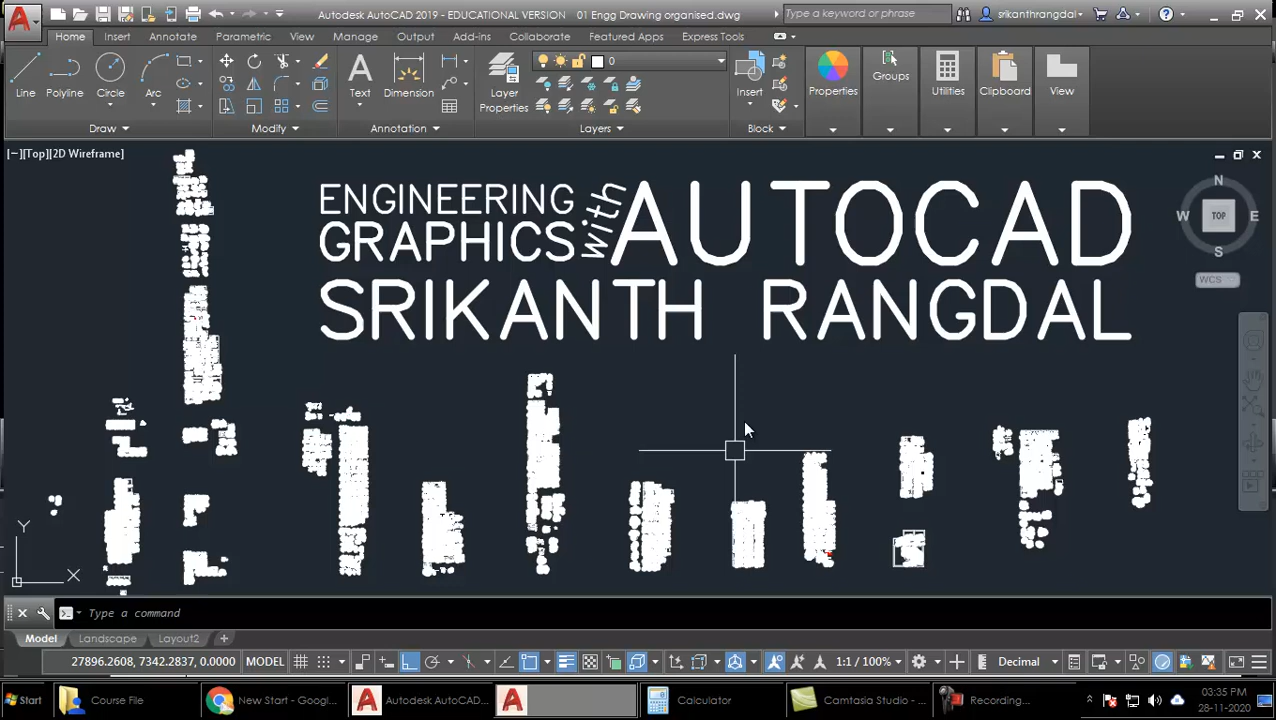 Autodesk AutoCAD 2019 - EDUCATIONAL VERSION 01 Engg Drawing organised.dwg
Type a keyword or phrase
srikanthrangdal...
Home Insert Annotate Parametric View Manage Output Add-ins Collaborate Featured Apps Express Tools
Line Polyline Circle Arc
Text Dimension
Layer Properties
0
Insert
Properties
Groups
Utilities
Clipboard
View
Draw Modify Annotation Layers Block
[−][Top][2D Wireframe]
ENGINEERING
GRAPHICS
with
AUTOCAD
SRIKANTH RANGDAL
N
W TOP E
S
WCS
Y
X
Type a command
Model Landscape Layout2 +
27896.2608, 7342.2837, 0.0000 MODEL 1:1 / 100% Decimal
Start Course File New Start - Googl... Autodesk AutoCAD... Calculator Camtasia Studio - ... Recording...
03:35 PM
28-11-2020